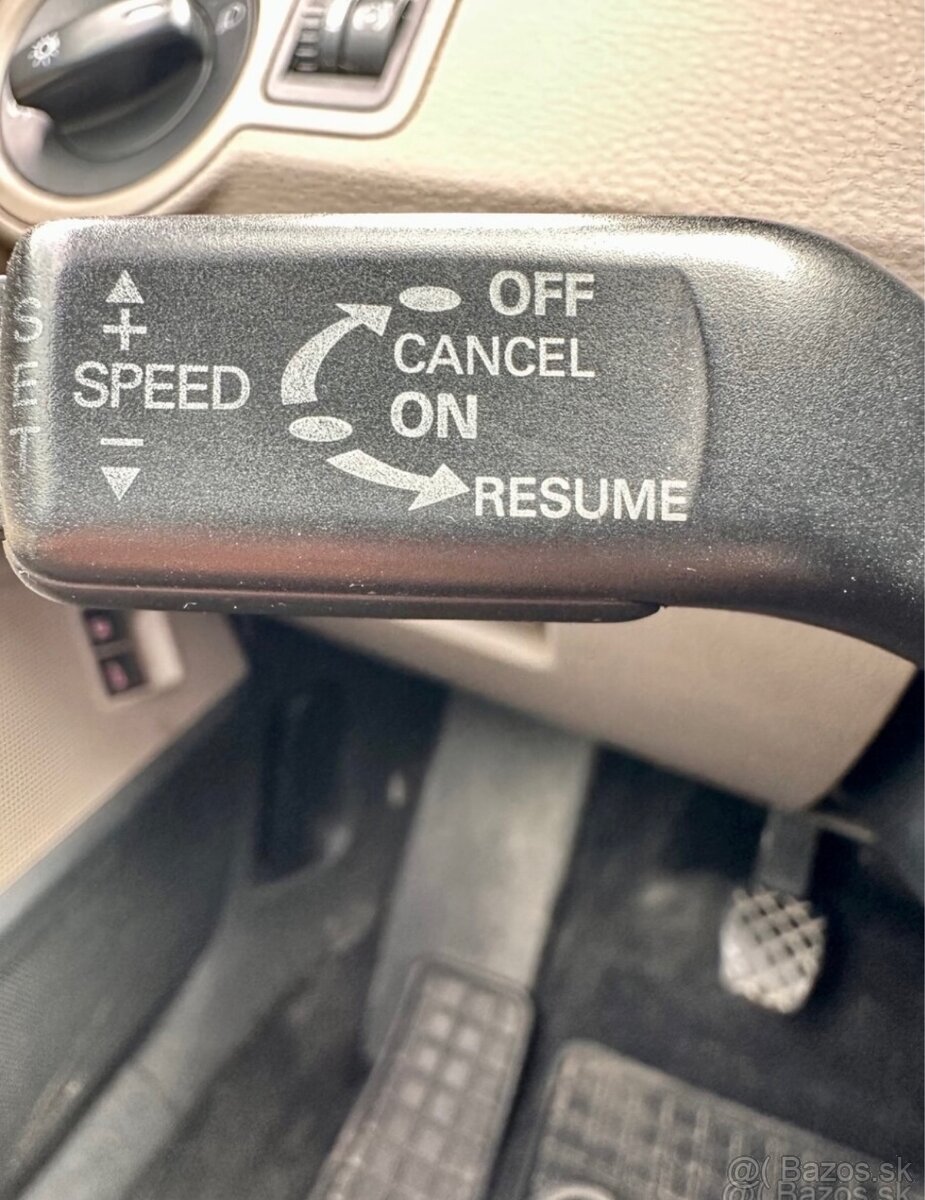 SET
+
SPEED
−
OFF
CANCEL
ON
RESUME
@( Bazos.sk
@( Bazos.sk